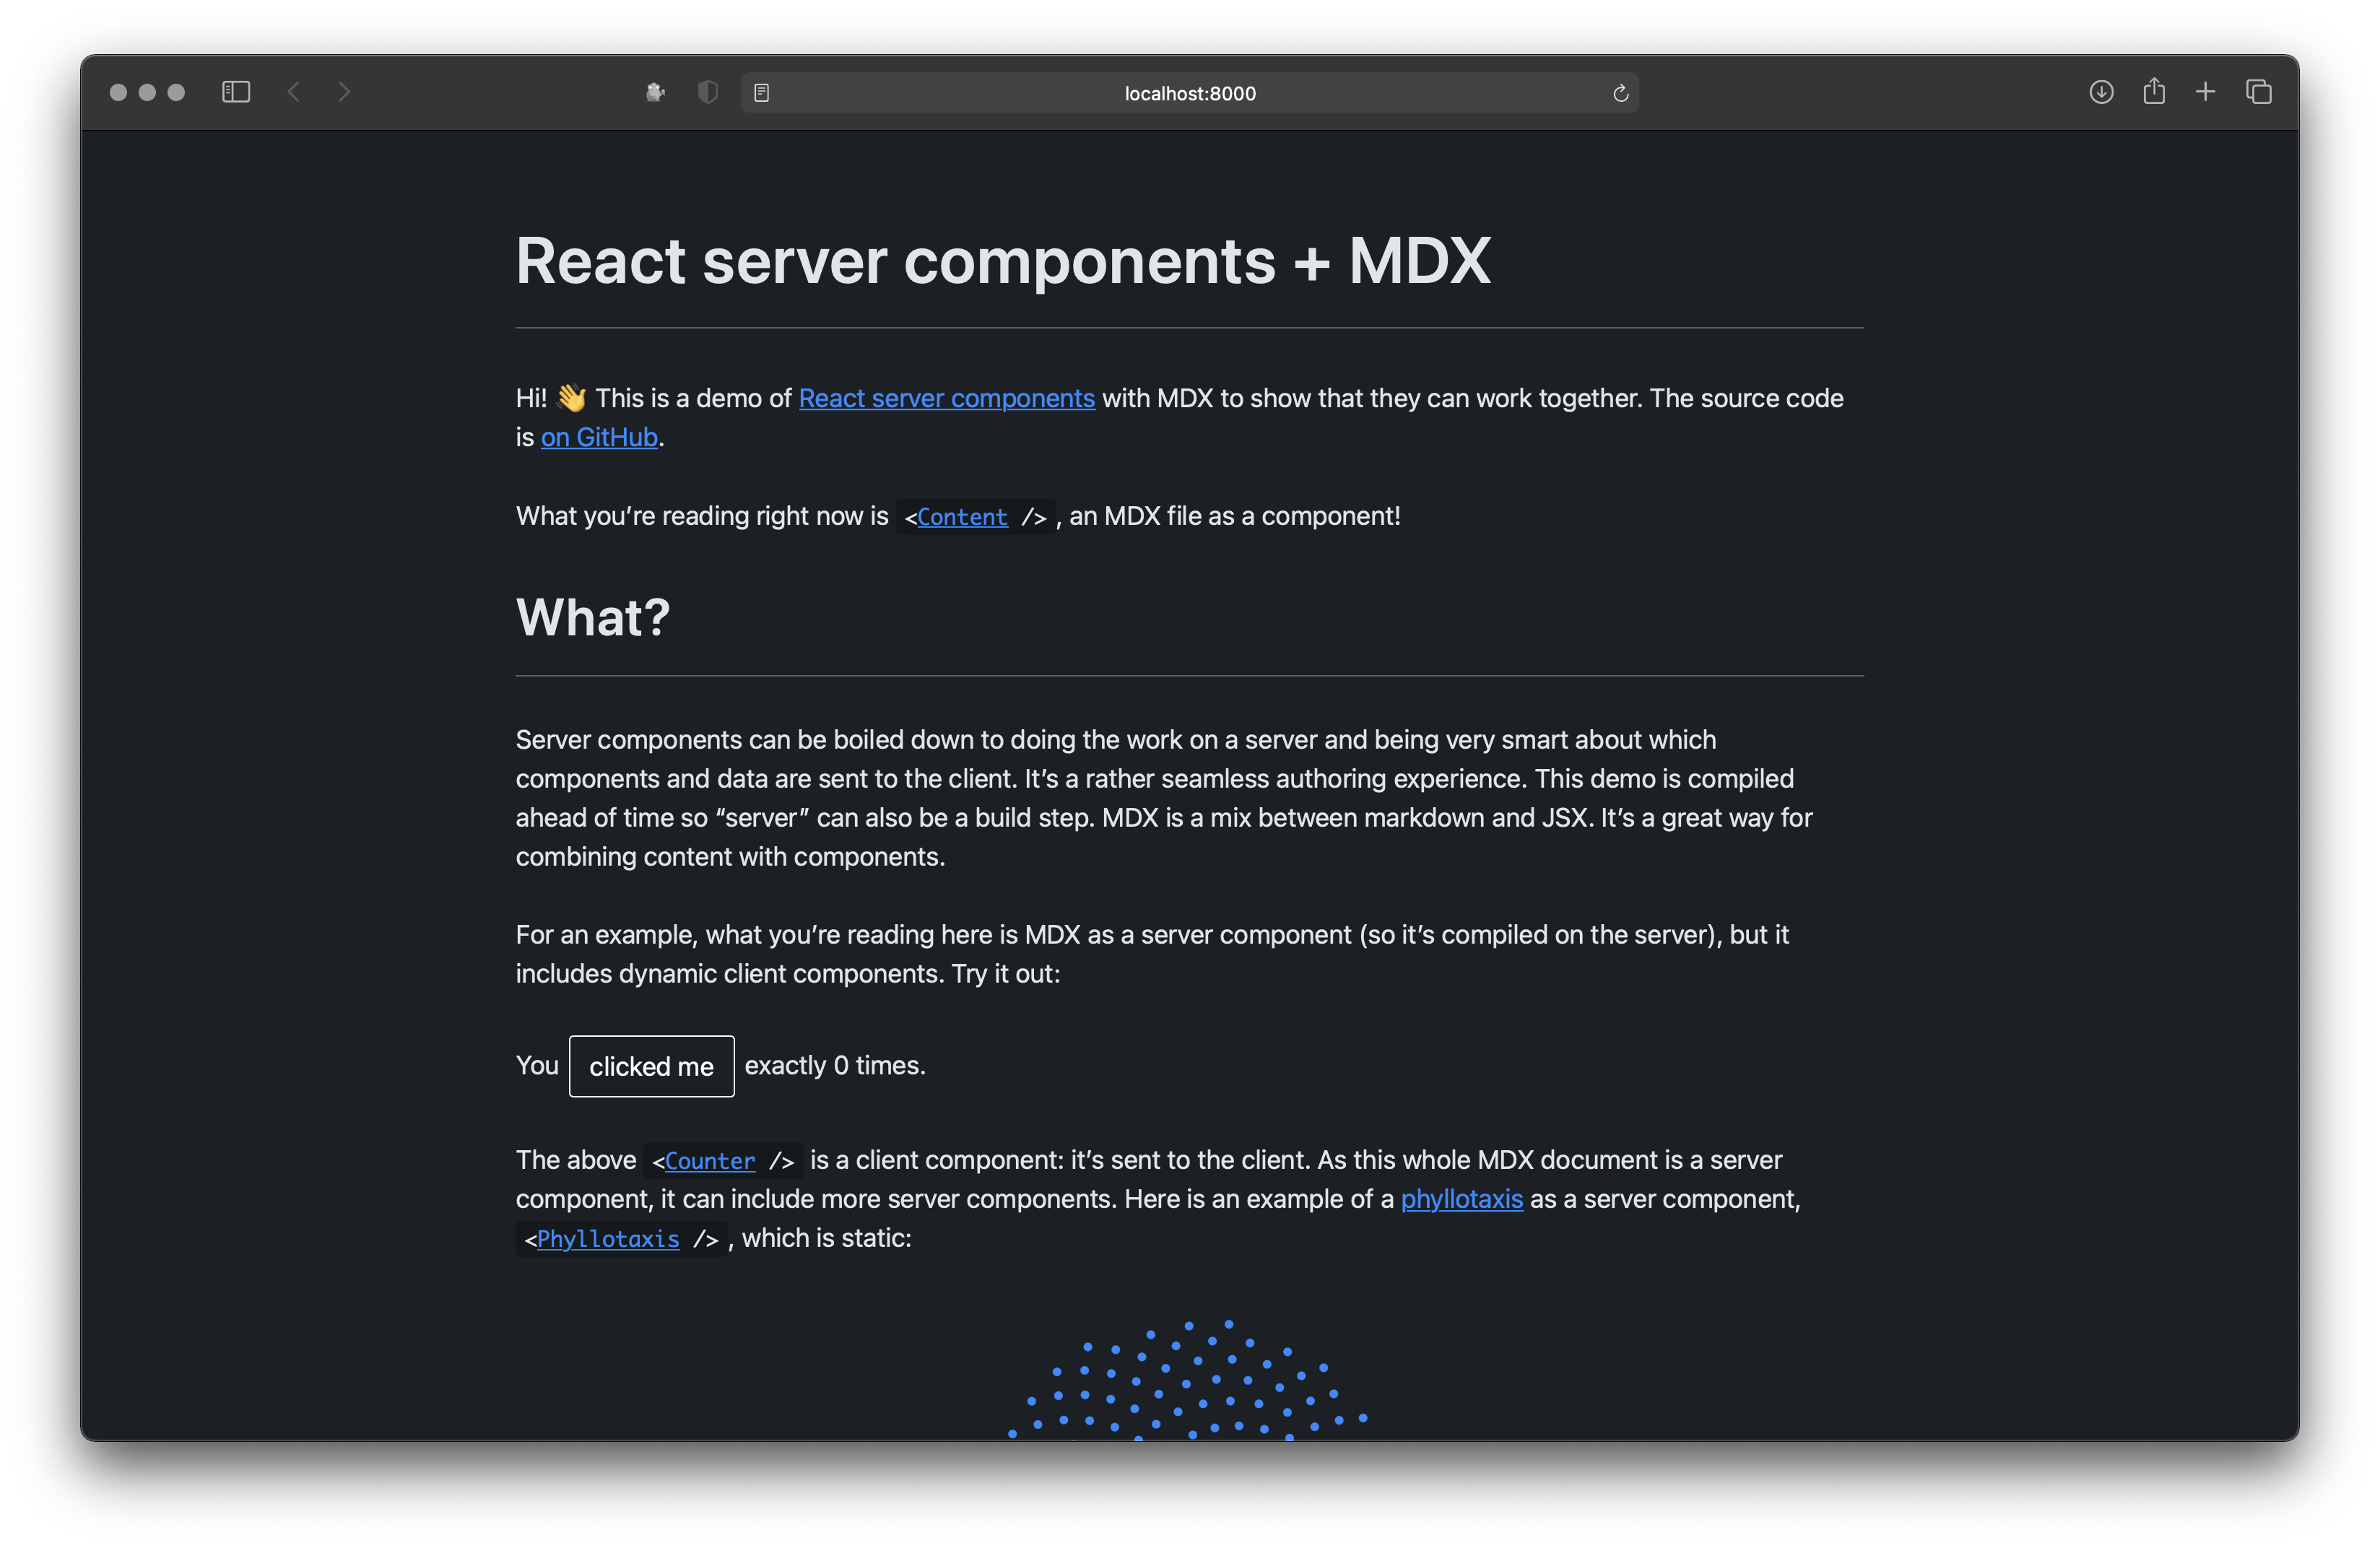 localhost:8000
React server components + MDX
Hi! 👋 This is a demo of React server components with MDX to show that they can work together. The source code
is on GitHub.
What you’re reading right now is <Content />, an MDX file as a component!
What?
Server components can be boiled down to doing the work on a server and being very smart about which
components and data are sent to the client. It’s a rather seamless authoring experience. This demo is compiled
ahead of time so “server” can also be a build step. MDX is a mix between markdown and JSX. It’s a great way for
combining content with components.
For an example, what you’re reading here is MDX as a server component (so it’s compiled on the server), but it
includes dynamic client components. Try it out:
You clicked me exactly 0 times.
The above <Counter /> is a client component: it’s sent to the client. As this whole MDX document is a server
component, it can include more server components. Here is an example of a phyllotaxis as a server component,
<Phyllotaxis />, which is static: